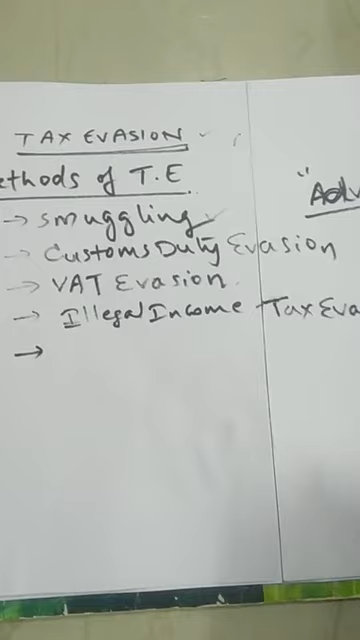 TAX EVASION
ethods of T.E
→ smuggling
→ Customs Duty Evasion
→ VAT Evasion
→ Illegal Income Tax Eva
→
"Adv